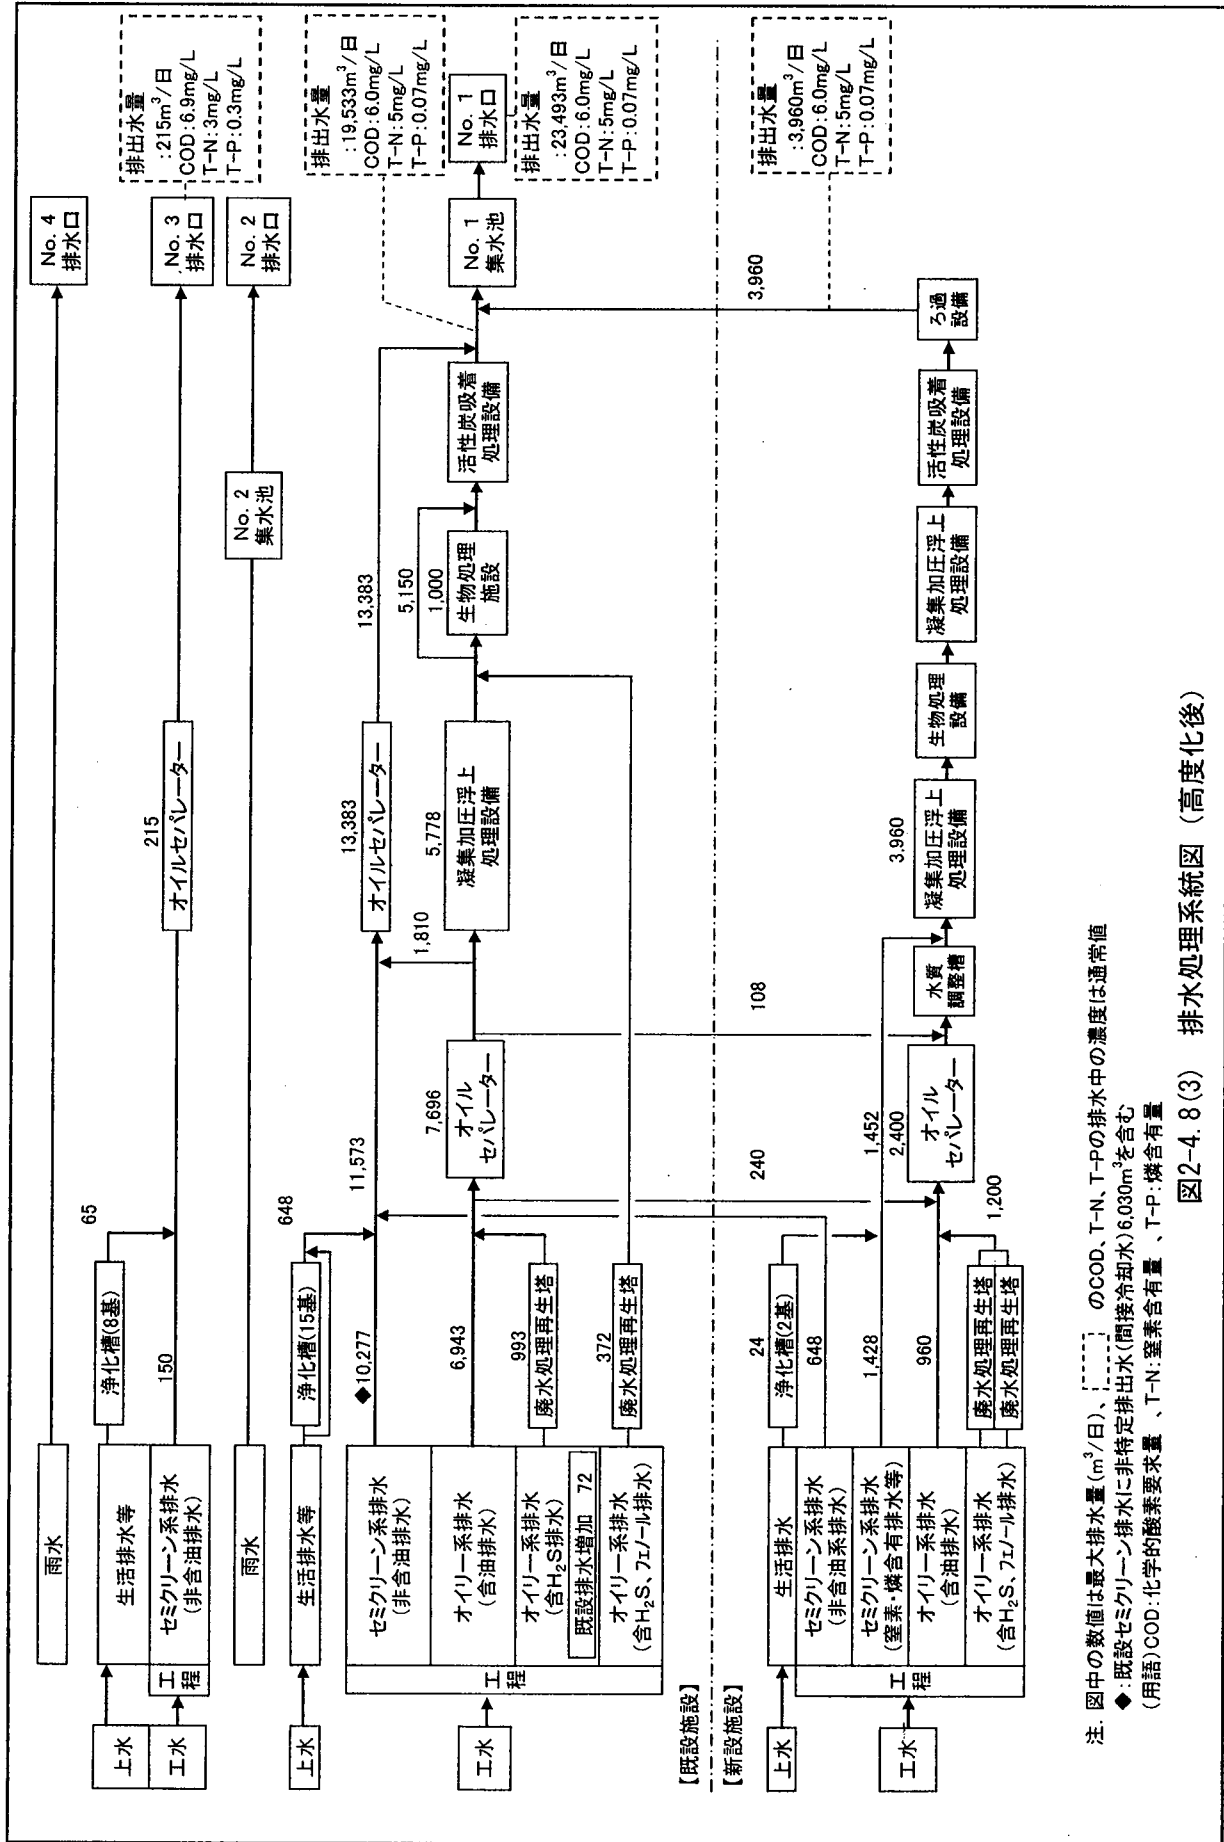 雨水
No. 4
排水口
上水
工水
工程
生活排水等
セミクリーン系排水
(非含油排水)
浄化槽(8基)
65
150
215
オイルセパレーター
No. 3
排水口
排出水量
:215m³/日
COD:6.9mg/L
T-N:3mg/L
T-P:0.3mg/L
雨水
No. 2
集水池
No. 2
排水口
上水
生活排水等
浄化槽(15基)
648
工水
工程
セミクリーン系排水
(非含油排水)
◆10,277
11,573
13,383
オイルセパレーター
13,383
オイリー系排水
(含油排水)
6,943
7,696
オイル
セパレーター
1,810
5,778
凝集加圧浮上
処理設備
5,150
1,000
生物処理
施設
活性炭吸着
処理設備
No. 1
集水池
No. 1
排水口
排出水量
:19,533m³/日
COD:6.0mg/L
T-N:5mg/L
T-P:0.07mg/L
排出水量
:23,493m³/日
COD:6.0mg/L
T-N:5mg/L
T-P:0.07mg/L
オイリー系排水
(含H₂S排水)
既設排水増加 72
993
廃水処理再生塔
オイリー系排水
(含H₂S、フェノール排水)
372
廃水処理再生塔
【既設施設】
【新設施設】
240
108
3,960
排出水量
:3,960m³/日
COD:6.0mg/L
T-N:5mg/L
T-P:0.07mg/L
上水
生活排水
24
浄化槽(2基)
工水
工程
セミクリーン系排水
(非含油系排水)
648
セミクリーン系排水
(窒素・燐含有排水等)
1,428
1,452
オイリー系排水
(含油排水)
960
2,400
オイル
セパレーター
水質
調整槽
3,960
凝集加圧浮上
処理設備
生物処理
設備
凝集加圧浮上
処理設備
活性炭吸着
処理設備
ろ過
設備
オイリー系排水
(含H₂S、フェノール排水)
廃水処理再生塔
廃水処理再生塔
1,200
注. 図中の数値は最大排水量(m³/日)、 のCOD、T-N、T-Pの排水中の濃度は通常値
◆:既設セミクリーン排水に非特定排出水(間接冷却水)6,030m³を含む
(用語)COD:化学的酸素要求量 、T-N:窒素含有量 、T-P:燐含有量
図2-4.8(3) 排水処理系統図 (高度化後)